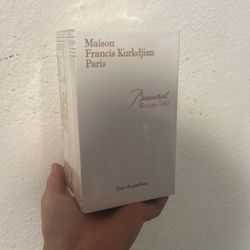 Maison
Francis Kurkdjian
Paris
Baccarat
Rouge 540
Eau de parfum